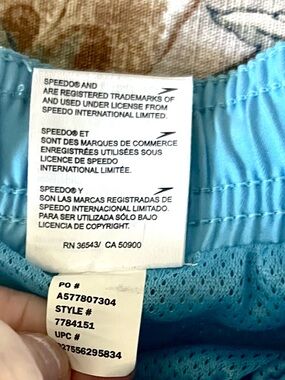 SPEEDO® AND
ARE REGISTERED TRADEMARKS OF
AND USED UNDER LICENSE FROM
SPEEDO INTERNATIONAL LIMITED.
SPEEDO® ET
SONT DES MARQUES DE COMMERCE
ENREGISTRÉES UTILISÉES SOUS
LICENCE DE SPEEDO
INTERNATIONAL LIMITÉE.
SPEEDO® Y
SON LAS MARCAS REGISTRADAS DE
SPEEDO INTERNACIONAL LIMITADO.
PARA SER UTILIZADA SÓLO BAJO
LICENCIA DE COPYRIGHT.
RN 36543/ CA 50900
PO #
A577807304
STYLE #
7784151
UPC #
37556295834